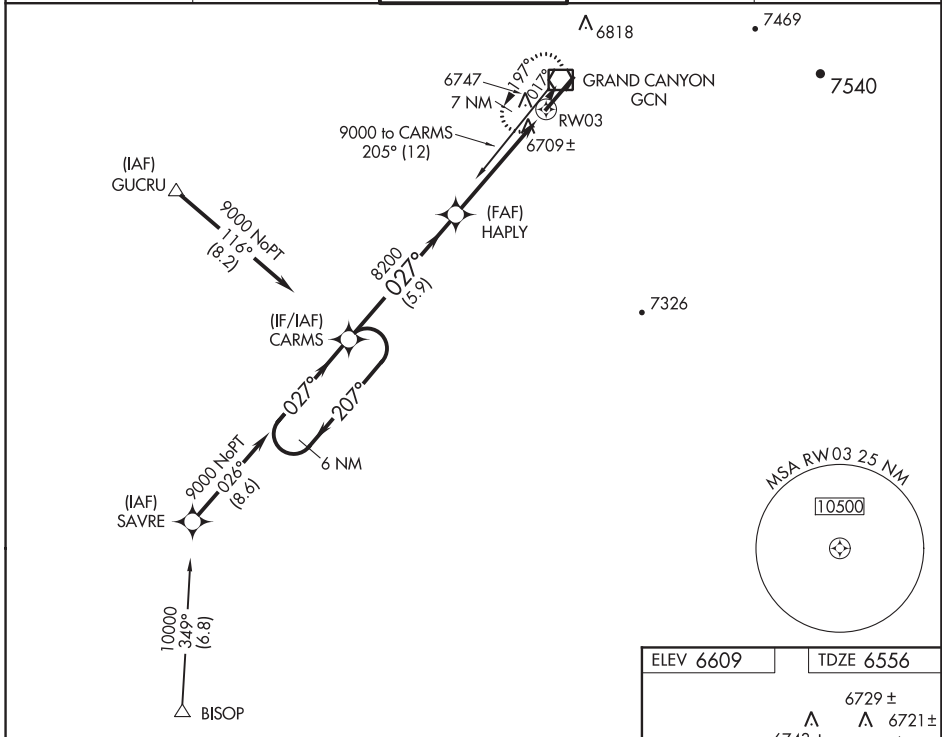 6818
7469
7540
6747
197°
017°
GRAND CANYON
GCN
7 NM
RW03
9000 to CARMS
205° (12)
6709±
(IAF)
GUCRU
9000 NoPT
116°
(8.2)
(FAF)
HAPLY
8200
027°
(5.9)
7326
(IF/IAF)
CARMS
027°
207°
6 NM
9000 NoPT
026°
(8.6)
(IAF)
SAVRE
MSA RW03 25 NM
10500
10000
349°
(6.8)
BISOP
ELEV 6609
TDZE 6556
6729 ±
6721±